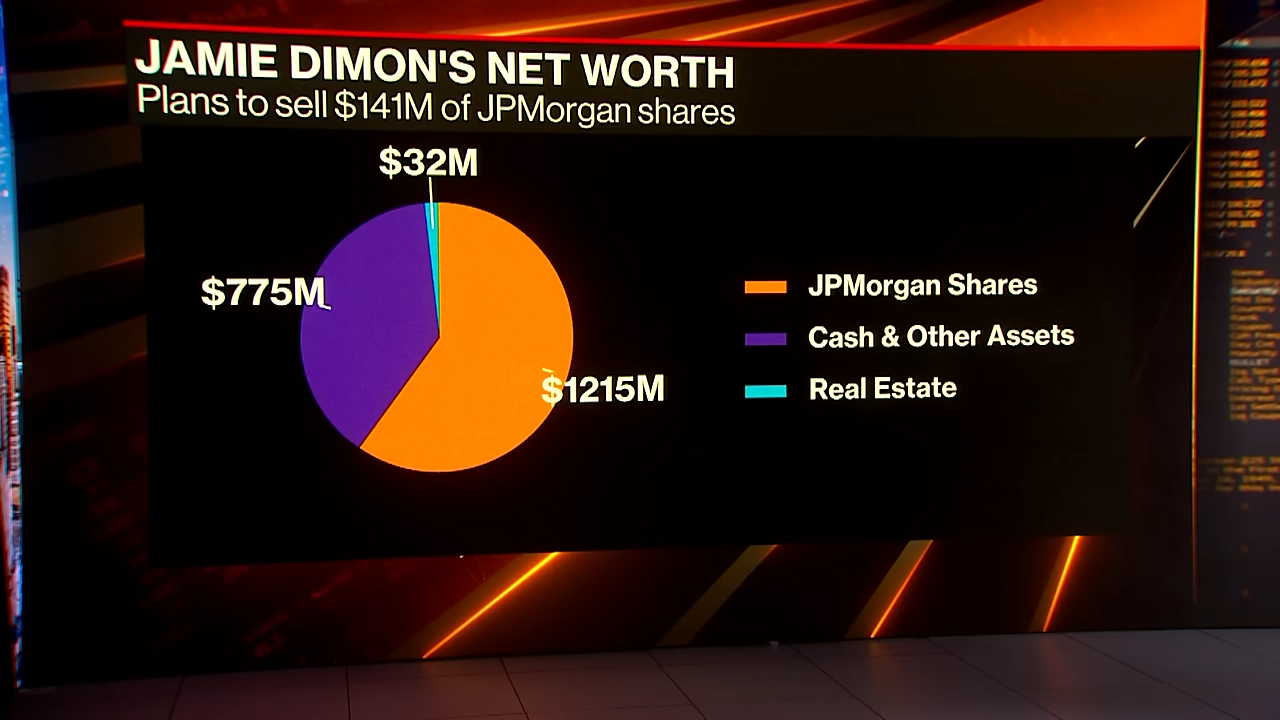 JAMIE DIMON'S NET WORTH
Plans to sell $141M of JPMorgan shares
$32M
$775M
$1215M
JPMorgan Shares
Cash & Other Assets
Real Estate